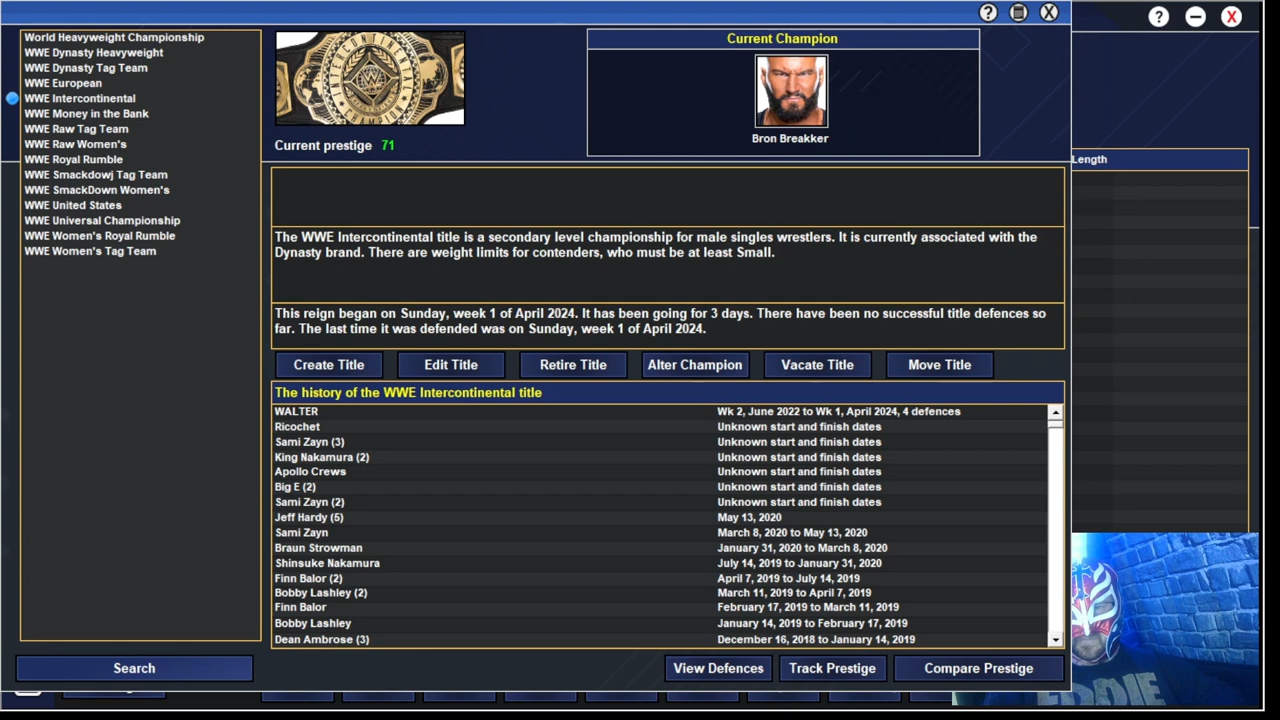 World Heavyweight Championship
WWE Dynasty Heavyweight
WWE Dynasty Tag Team
WWE European
WWE Intercontinental
WWE Money in the Bank
WWE Raw Tag Team
WWE Raw Women's
WWE Royal Rumble
WWE Smackdowj Tag Team
WWE SmackDown Women's
WWE United States
WWE Universal Championship
WWE Women's Royal Rumble
WWE Women's Tag Team
Search
INTERCONTINENTAL
CHAMPION
Current prestige 71
Current Champion
Bron Breakker
The WWE Intercontinental title is a secondary level championship for male singles wrestlers. It is currently associated with the
Dynasty brand. There are weight limits for contenders, who must be at least Small.
This reign began on Sunday, week 1 of April 2024. It has been going for 3 days. There have been no successful title defences so
far. The last time it was defended was on Sunday, week 1 of April 2024.
Create Title Edit Title Retire Title Alter Champion Vacate Title Move Title
The history of the WWE Intercontinental title
WALTER Wk 2, June 2022 to Wk 1, April 2024, 4 defences
Ricochet Unknown start and finish dates
Sami Zayn (3) Unknown start and finish dates
King Nakamura (2) Unknown start and finish dates
Apollo Crews Unknown start and finish dates
Big E (2) Unknown start and finish dates
Sami Zayn (2) Unknown start and finish dates
Jeff Hardy (5) May 13, 2020
Sami Zayn March 8, 2020 to May 13, 2020
Braun Strowman January 31, 2020 to March 8, 2020
Shinsuke Nakamura July 14, 2019 to January 31, 2020
Finn Balor (2) April 7, 2019 to July 14, 2019
Bobby Lashley (2) March 11, 2019 to April 7, 2019
Finn Balor February 17, 2019 to March 11, 2019
Bobby Lashley January 14, 2019 to February 17, 2019
Dean Ambrose (3) December 16, 2018 to January 14, 2019
View Defences Track Prestige Compare Prestige
Length
EDDIE